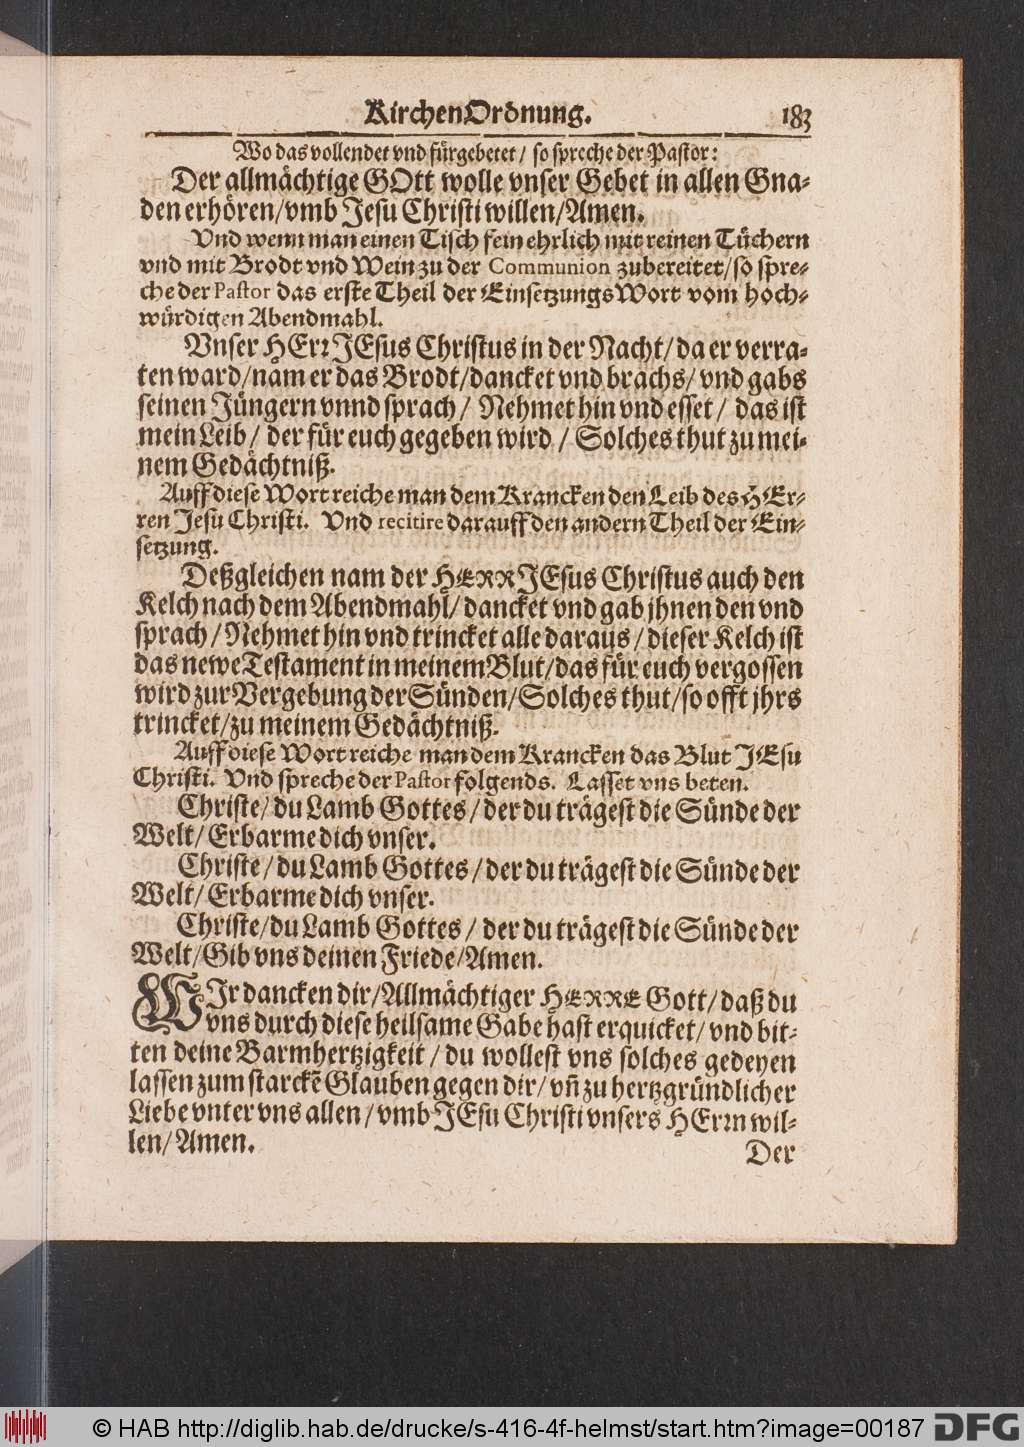 KirchenOrdnung. 183
Wo das vollendet vnd fürgebetet / so spreche der Pastor:
Der allmächtige GOtt wolle vnser Gebet in allen Gna-
den erhören/vmb Jesu Christi willen/Amen.
Vnd wenn man einen Tisch fein ehrlich mit reinen Tüchern
vnd mit Brodt vnd Wein zu der Communion zubereitet/so spre-
che der Pastor das erste Theil der EinsetzungsWort vom hoch-
würdigen Abendmahl.
Vnser HErr JEsus Christus in der Nacht/da er verra-
ten ward/nam er das Brodt/dancket vnd brachs/vnd gabs
seinen Jüngern vnnd sprach / Nehmet hin vnd esset / das ist
mein Leib / der für euch gegeben wird / Solches thut zu mei-
nem Gedächtniß.
Auff diese Wort reiche man dem Krancken den Leib des HEr-
ren Jesu Christi. Vnd recitire darauff den andern Theil der Ein-
setzung.
Deßgleichen nam der HERR JEsus Christus auch den
Kelch nach dem Abendmahl/dancket vnd gab jhnen den vnd
sprach / Nehmet hin vnd trincket alle daraus / dieser Kelch ist
das newe Testament in meinem Blut/das für euch vergossen
wird zur Vergebung der Sünden/Solches thut/so offt jhrs
trincket/zu meinem Gedächtniß.
Auff diese Wort reiche man dem Krancken das Blut JEsu
Christi. Vnd spreche der Pastor folgends. Lasset vns beten.
Christe/du Lamb Gottes / der du trägest die Sünde der
Welt/Erbarme dich vnser.
Christe/du Lamb Gottes / der du trägest die Sünde der
Welt/Erbarme dich vnser.
Christe/du Lamb Gottes / der du trägest die Sünde der
Welt/Gib vns deinen Friede/Amen.
WIr dancken dir/Allmächtiger HERRE Gott/daß du
vns durch diese heilsame Gabe hast erquicket/vnd bit-
ten deine Barmhertzigkeit / du wollest vns solches gedeyen
lassen zum starckẽ Glauben gegen dir/vñ zu hertzgründlicher
Liebe vnter vns allen / vmb JEsu Christi vnsers HErrn wil-
len/Amen.
Der
© HAB http://diglib.hab.de/drucke/s-416-4f-helmst/start.htm?image=00187 DFG